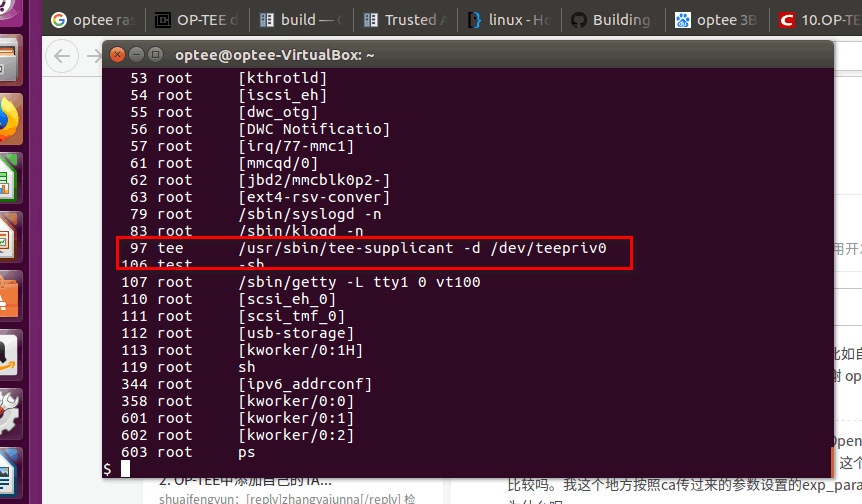 optee ras
OP-TEE d
build — C
Trusted A
linux - Ho
Building
optee 3B
10.OP-TE
optee@optee-VirtualBox: ~
53 root [kthrotld]
54 root [iscsi_eh]
55 root [dwc_otg]
56 root [DWC Notificatio]
57 root [irq/77-mmc1]
61 root [mmcqd/0]
62 root [jbd2/mmcblk0p2-]
63 root [ext4-rsv-conver]
79 root /sbin/syslogd -n
83 root /sbin/klogd -n
97 tee /usr/sbin/tee-supplicant -d /dev/teepriv0
106 test -sh
107 root /sbin/getty -L tty1 0 vt100
110 root [scsi_eh_0]
111 root [scsi_tmf_0]
112 root [usb-storage]
113 root [kworker/0:1H]
119 root sh
344 root [ipv6_addrconf]
358 root [kworker/0:0]
601 root [kworker/0:1]
602 root [kworker/0:2]
603 root ps
$
用开发
比如自
谢 op
Open
这个
2. OP-TEE中添加自己的TA...
shuaifengyun：[reply]zhangyajunna[/reply] 检
比较吗。我这个地方按照ca传过来的参数设置的exp_para